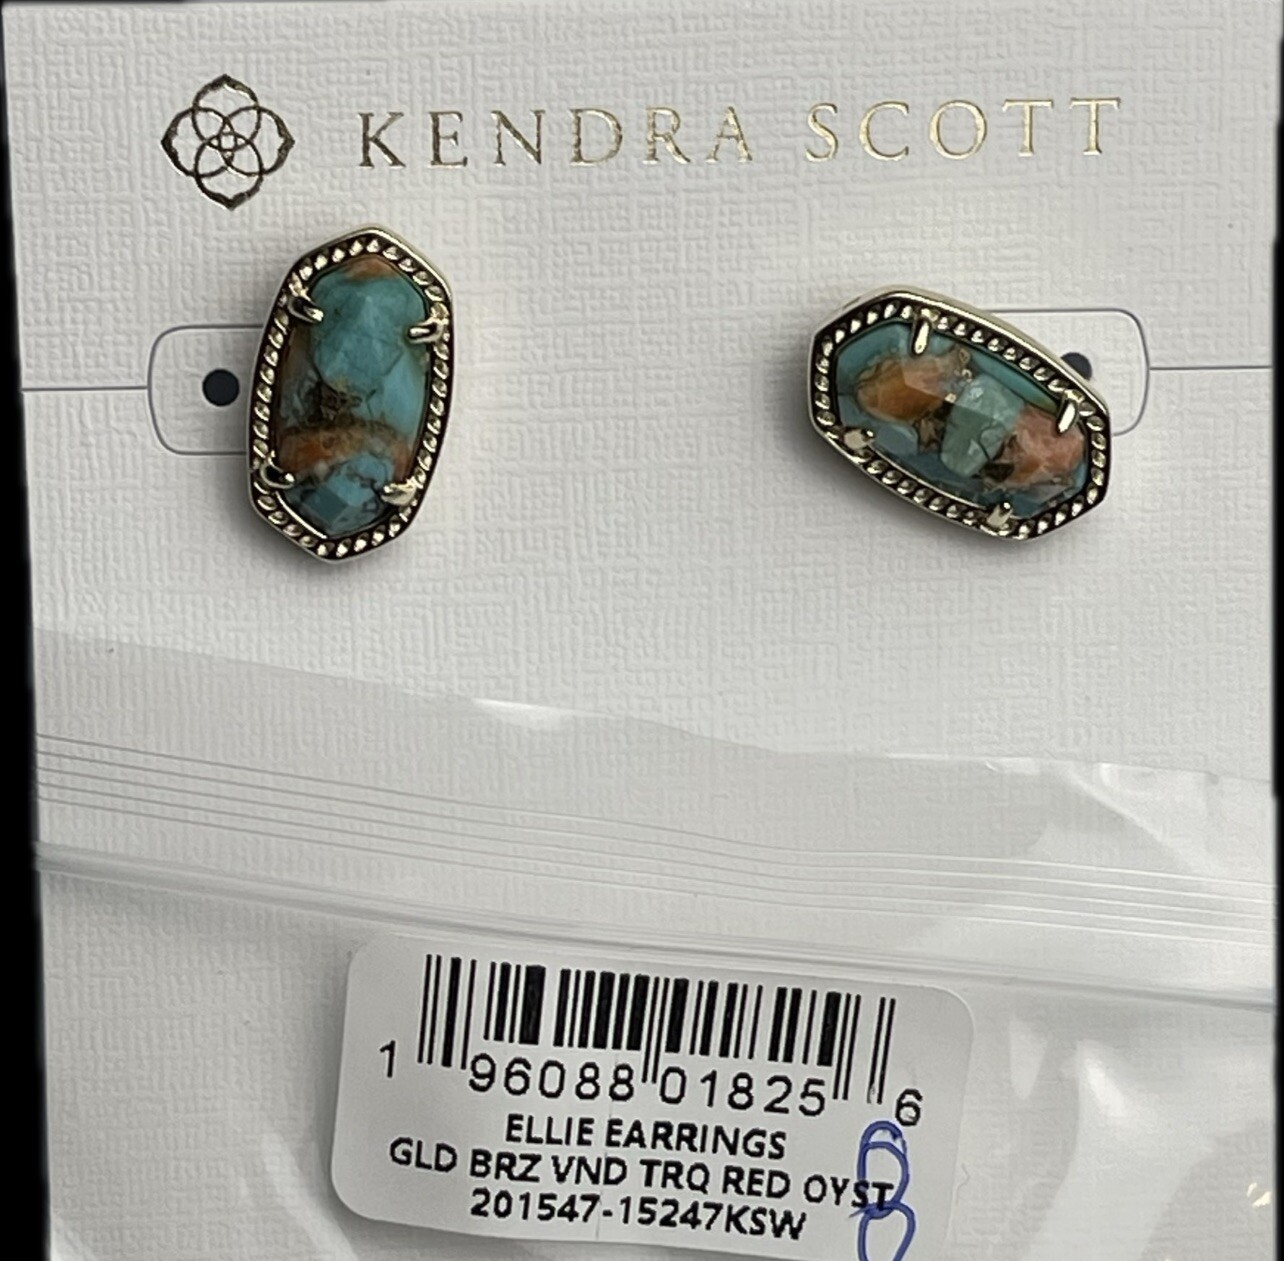 KENDRA SCOTT
1 96088 01825 6
ELLIE EARRINGS
GLD BRZ VND TRQ RED OYST
201547-15247KSW